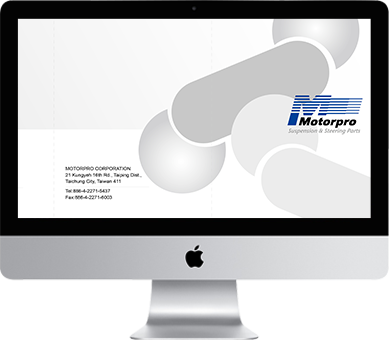 Motorpro
Suspension & Steering Parts
MOTORPRO CORPORATION
21 Kungyeh 16th Rd., Taiping Dist.,
Taichung City, Taiwan 411
Tel:886-4-2271-5437
Fax:886-4-2271-6003